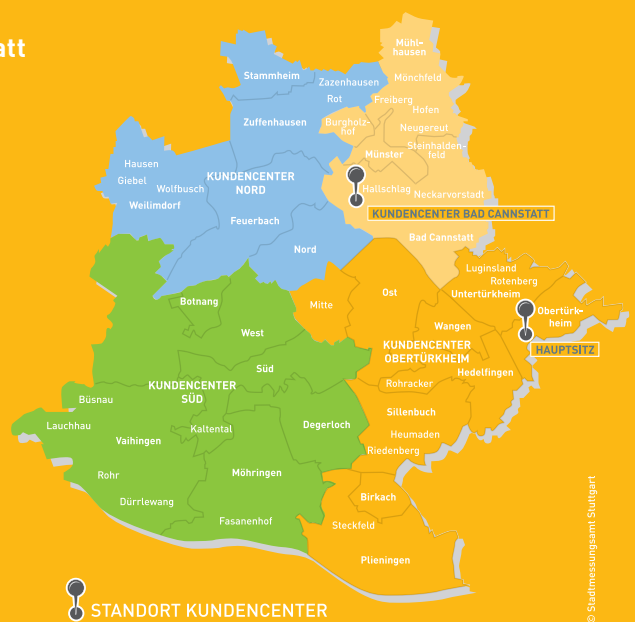 att
Mühl-
hausen
Stammheim
Zazenhausen
Mönchfeld
Rot
Freiberg
Hofen
Zuffenhausen
Burgholz-
hof
Neugereut
Steinhalden-
feld
Münster
Hausen
Giebel
Wolfbusch
Weilimdorf
KUNDENCENTER
NORD
Hallschlag
Neckarvorstadt
KUNDENCENTER BAD CANNSTATT
Feuerbach
Nord
Bad Cannstatt
Luginsland
Rotenberg
Untertürkheim
Ost
Mitte
Botnang
Obertürk-
heim
Wangen
West
KUNDENCENTER
OBERTÜRKHEIM
HAUPTSITZ
Süd
Hedelfingen
KUNDENCENTER
SÜD
Rohracker
Büsnau
Sillenbuch
Lauchhau
Kaltental
Degerloch
Vaihingen
Heumaden
Riedenberg
Rohr
Möhringen
Dürrlewang
Birkach
Fasanenhof
Steckfeld
Plieningen
STANDORT KUNDENCENTER
© Stadtmessungsamt Stuttgart